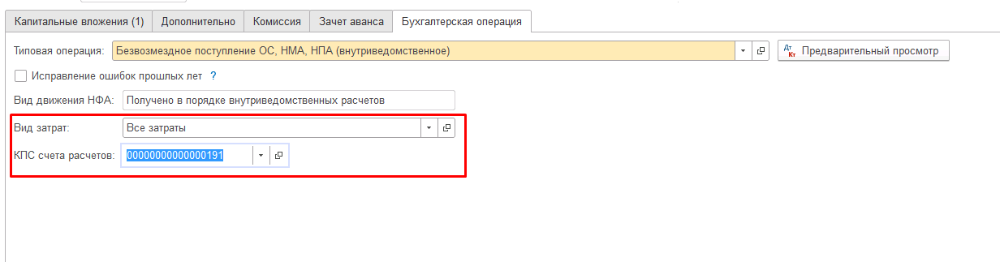 Капитальные вложения (1) Дополнительно Комиссия Зачет аванса Бухгалтерская операция
Типовая операция: Безвозмездное поступление ОС, НМА, НПА (внутриведомственное) Дт Кт Предварительный просмотр
Исправление ошибок прошлых лет ?
Вид движения НФА: Получено в порядке внутриведомственных расчетов
Вид затрат: Все затраты
КПС счета расчетов: 00000000000000191